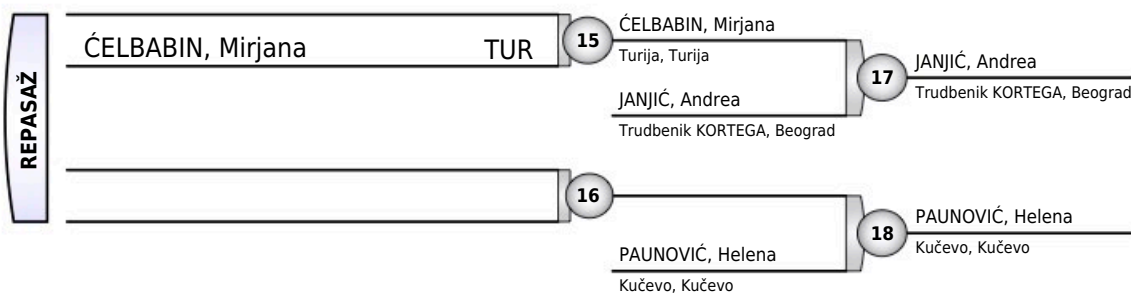 REPASAŽ
ĆELBABIN, Mirjana TUR
15
ĆELBABIN, Mirjana
Turija, Turija
JANJIĆ, Andrea
Trudbenik KORTEGA, Beograd
17
JANJIĆ, Andrea
Trudbenik KORTEGA, Beograd
16
PAUNOVIĆ, Helena
Kučevo, Kučevo
18
PAUNOVIĆ, Helena
Kučevo, Kučevo